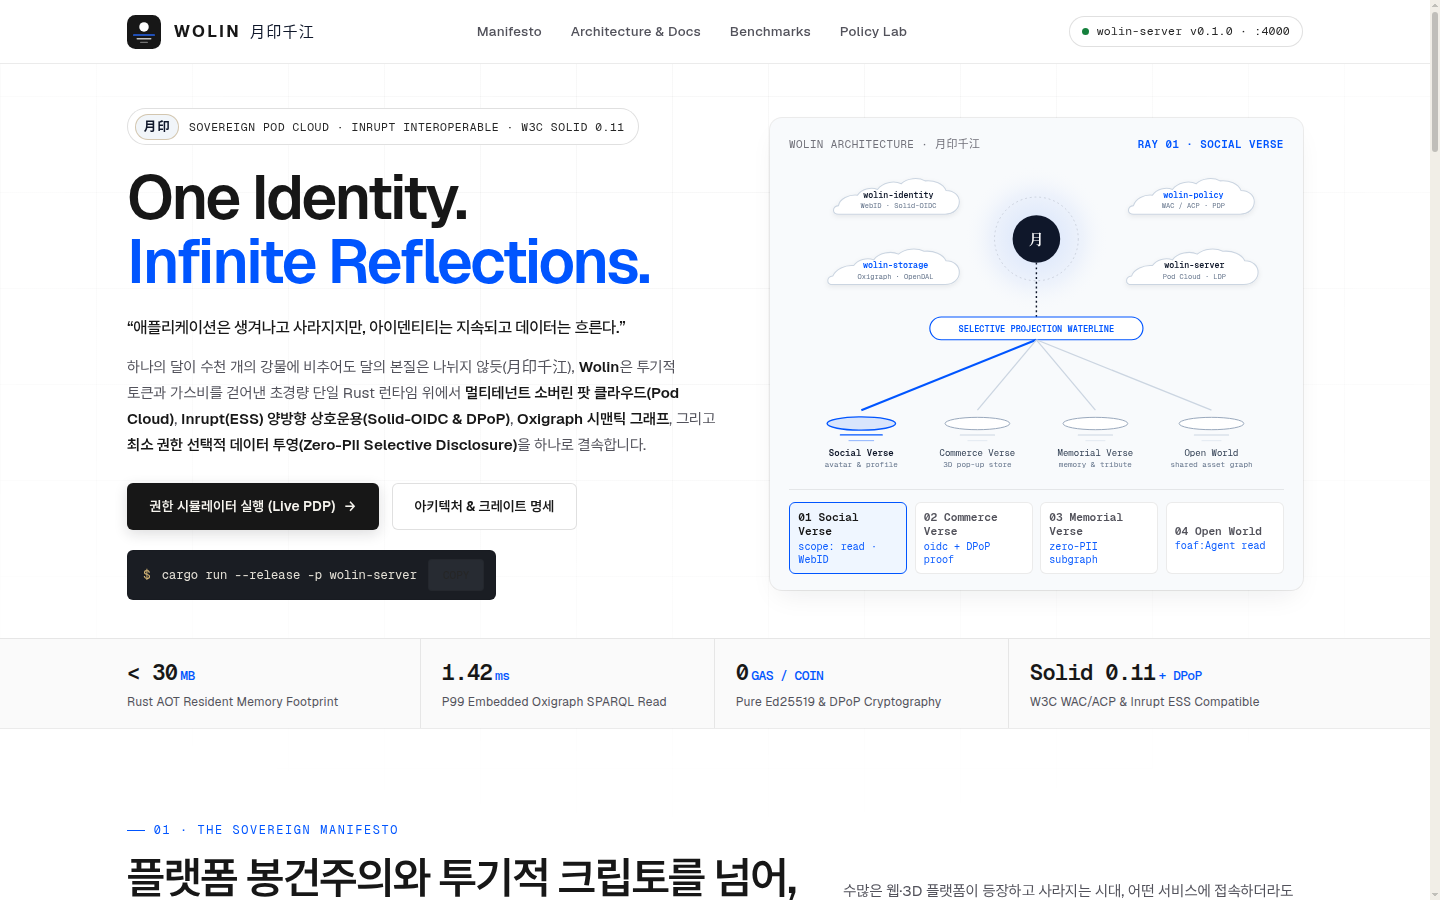 WOLIN 月印千江
Manifesto
Architecture & Docs
Benchmarks
Policy Lab
wolin-server v0.1.0 · :4000
月印 SOVEREIGN POD CLOUD · INRUPT INTEROPERABLE · W3C SOLID 0.11
One Identity.
Infinite Reflections.
“애플리케이션은 생겨나고 사라지지만, 아이덴티티는 지속되고 데이터는 흐른다.”
하나의 달이 수천 개의 강물에 비추어도 달의 본질은 나뉘지 않듯(月印千江), Wolin은 투기적
토큰과 가스비를 걷어낸 초경량 단일 Rust 런타임 위에서 멀티테넌트 소버린 팟 클라우드(Pod
Cloud), Inrupt(ESS) 양방향 상호운용(Solid-OIDC & DPoP), Oxigraph 시맨틱 그래프, 그리고
최소 권한 선택적 데이터 투영(Zero-PII Selective Disclosure)을 하나로 결속합니다.
권한 시뮬레이터 실행 (Live PDP) →
아키텍처 & 크레이트 명세
$ cargo run --release -p wolin-server
WOLIN ARCHITECTURE · 月印千江
RAY 01 · SOCIAL VERSE
wolin-identity
WebID · Solid-OIDC
wolin-policy
WAC / ACP · PDP
月
wolin-storage
Oxigraph · OpenDAL
wolin-server
Pod Cloud · LDP
SELECTIVE PROJECTION WATERLINE
Social Verse
avatar & profile
Commerce Verse
3D pop-up store
Memorial Verse
memory & tribute
Open World
shared asset graph
01 Social
Verse
scope: read ·
WebID
02 Commerce
Verse
oidc + DPoP
proof
03 Memorial
Verse
zero-PII
subgraph
04 Open World
foaf:Agent read
< 30 MB
Rust AOT Resident Memory Footprint
1.42 ms
P99 Embedded Oxigraph SPARQL Read
0 GAS / COIN
Pure Ed25519 & DPoP Cryptography
Solid 0.11 + DPoP
W3C WAC/ACP & Inrupt ESS Compatible
01 · THE SOVEREIGN MANIFESTO
플랫폼 봉건주의와 투기적 크립토를 넘어,
수많은 웹·3D 플랫폼이 등장하고 사라지는 시대, 어떤 서비스에 접속하더라도